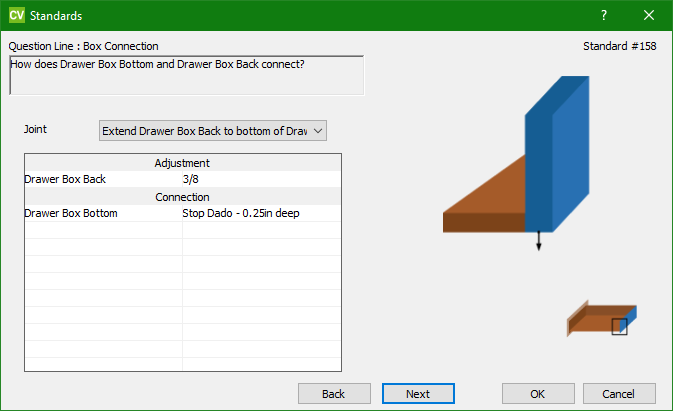 CV Standards ?
Question Line : Box Connection
Standard #158
How does Drawer Box Bottom and Drawer Box Back connect?
Joint
Extend Drawer Box Back to bottom of Drav
Adjustment
Drawer Box Back 3/8
Connection
Drawer Box Bottom Stop Dado - 0.25in deep
Back Next OK Cancel